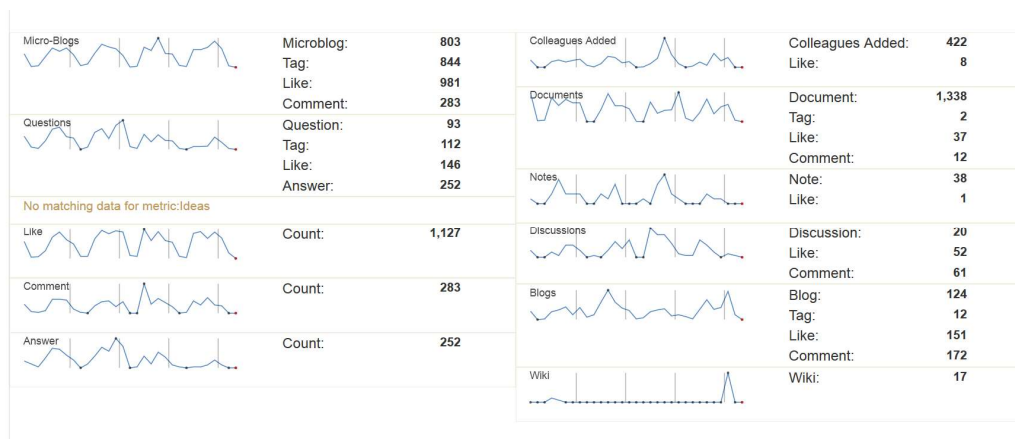 Micro-Blogs
Microblog: 803
Tag: 844
Like: 981
Comment: 283
Questions
Question: 93
Tag: 112
Like: 146
Answer: 252
No matching data for metric:Ideas
Like
Count: 1,127
Comment
Count: 283
Answer
Count: 252
Colleagues Added
Colleagues Added: 422
Like: 8
Documents
Document: 1,338
Tag: 2
Like: 37
Comment: 12
Notes
Note: 38
Like: 1
Discussions
Discussion: 20
Like: 52
Comment: 61
Blogs
Blog: 124
Tag: 12
Like: 151
Comment: 172
Wiki
Wiki: 17